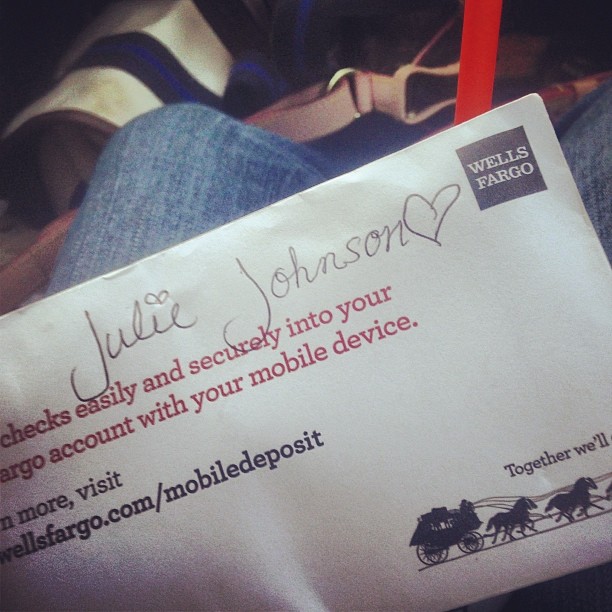 WELLS
FARGO
Julie Johnson
checks easily and securely into your
argo account with your mobile device.
n more, visit
wellsfargo.com/mobiledeposit
Together we'll